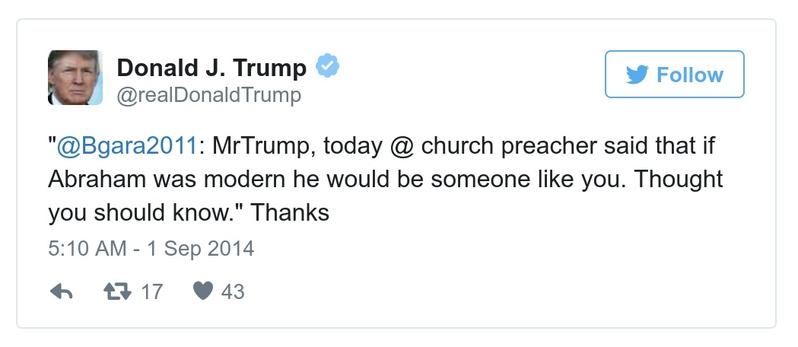 Donald J. Trump
@realDonaldTrump
Follow
"@Bgara2011: MrTrump, today @ church preacher said that if
Abraham was modern he would be someone like you. Thought
you should know." Thanks
5:10 AM - 1 Sep 2014
17 43